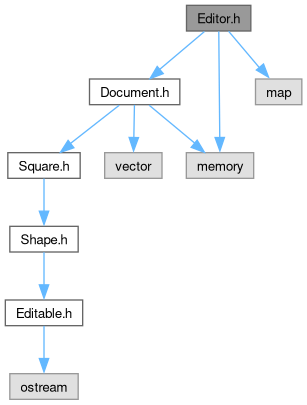 Editor.h
Document.h
map
Square.h
vector
memory
Shape.h
Editable.h
ostream